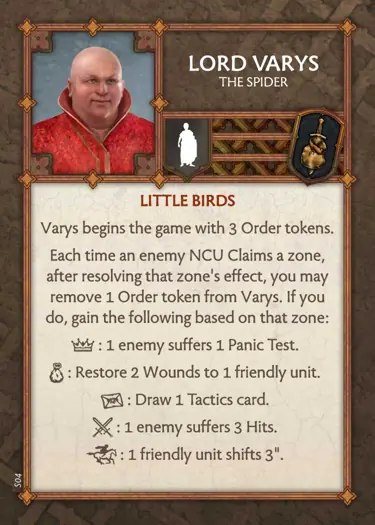 LORD VARYS
THE SPIDER
LITTLE BIRDS
Varys begins the game with 3 Order tokens.
Each time an enemy NCU Claims a zone,
after resolving that zone's effect, you may
remove 1 Order token from Varys. If you
do, gain the following based on that zone:
: 1 enemy suffers 1 Panic Test.
: Restore 2 Wounds to 1 friendly unit.
: Draw 1 Tactics card.
: 1 enemy suffers 3 Hits.
: 1 friendly unit shifts 3".
S04